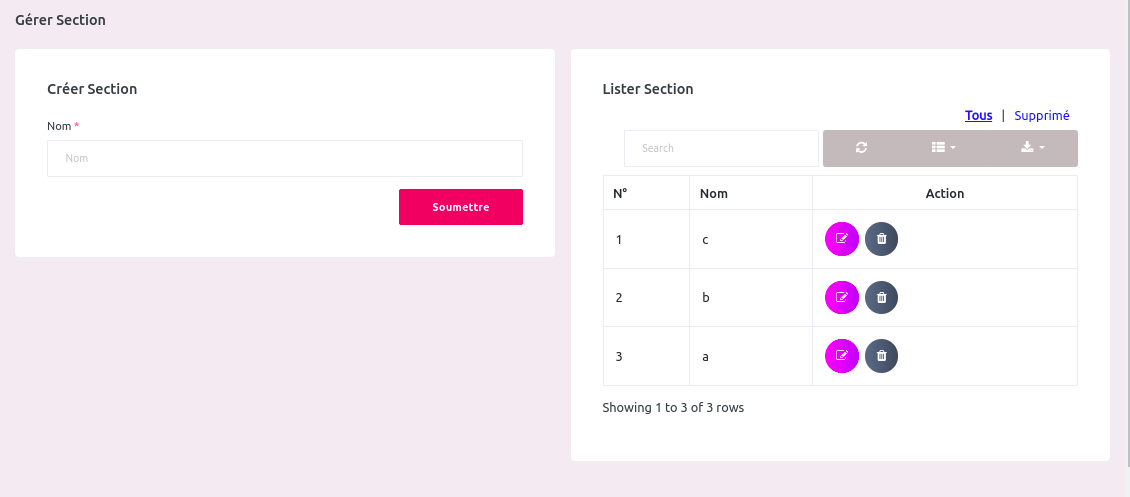 Gérer Section
Créer Section
Nom *
Nom
Soumettre
Lister Section
Tous | Supprimé
Search
N° Nom Action
1 c
2 b
3 a
Showing 1 to 3 of 3 rows